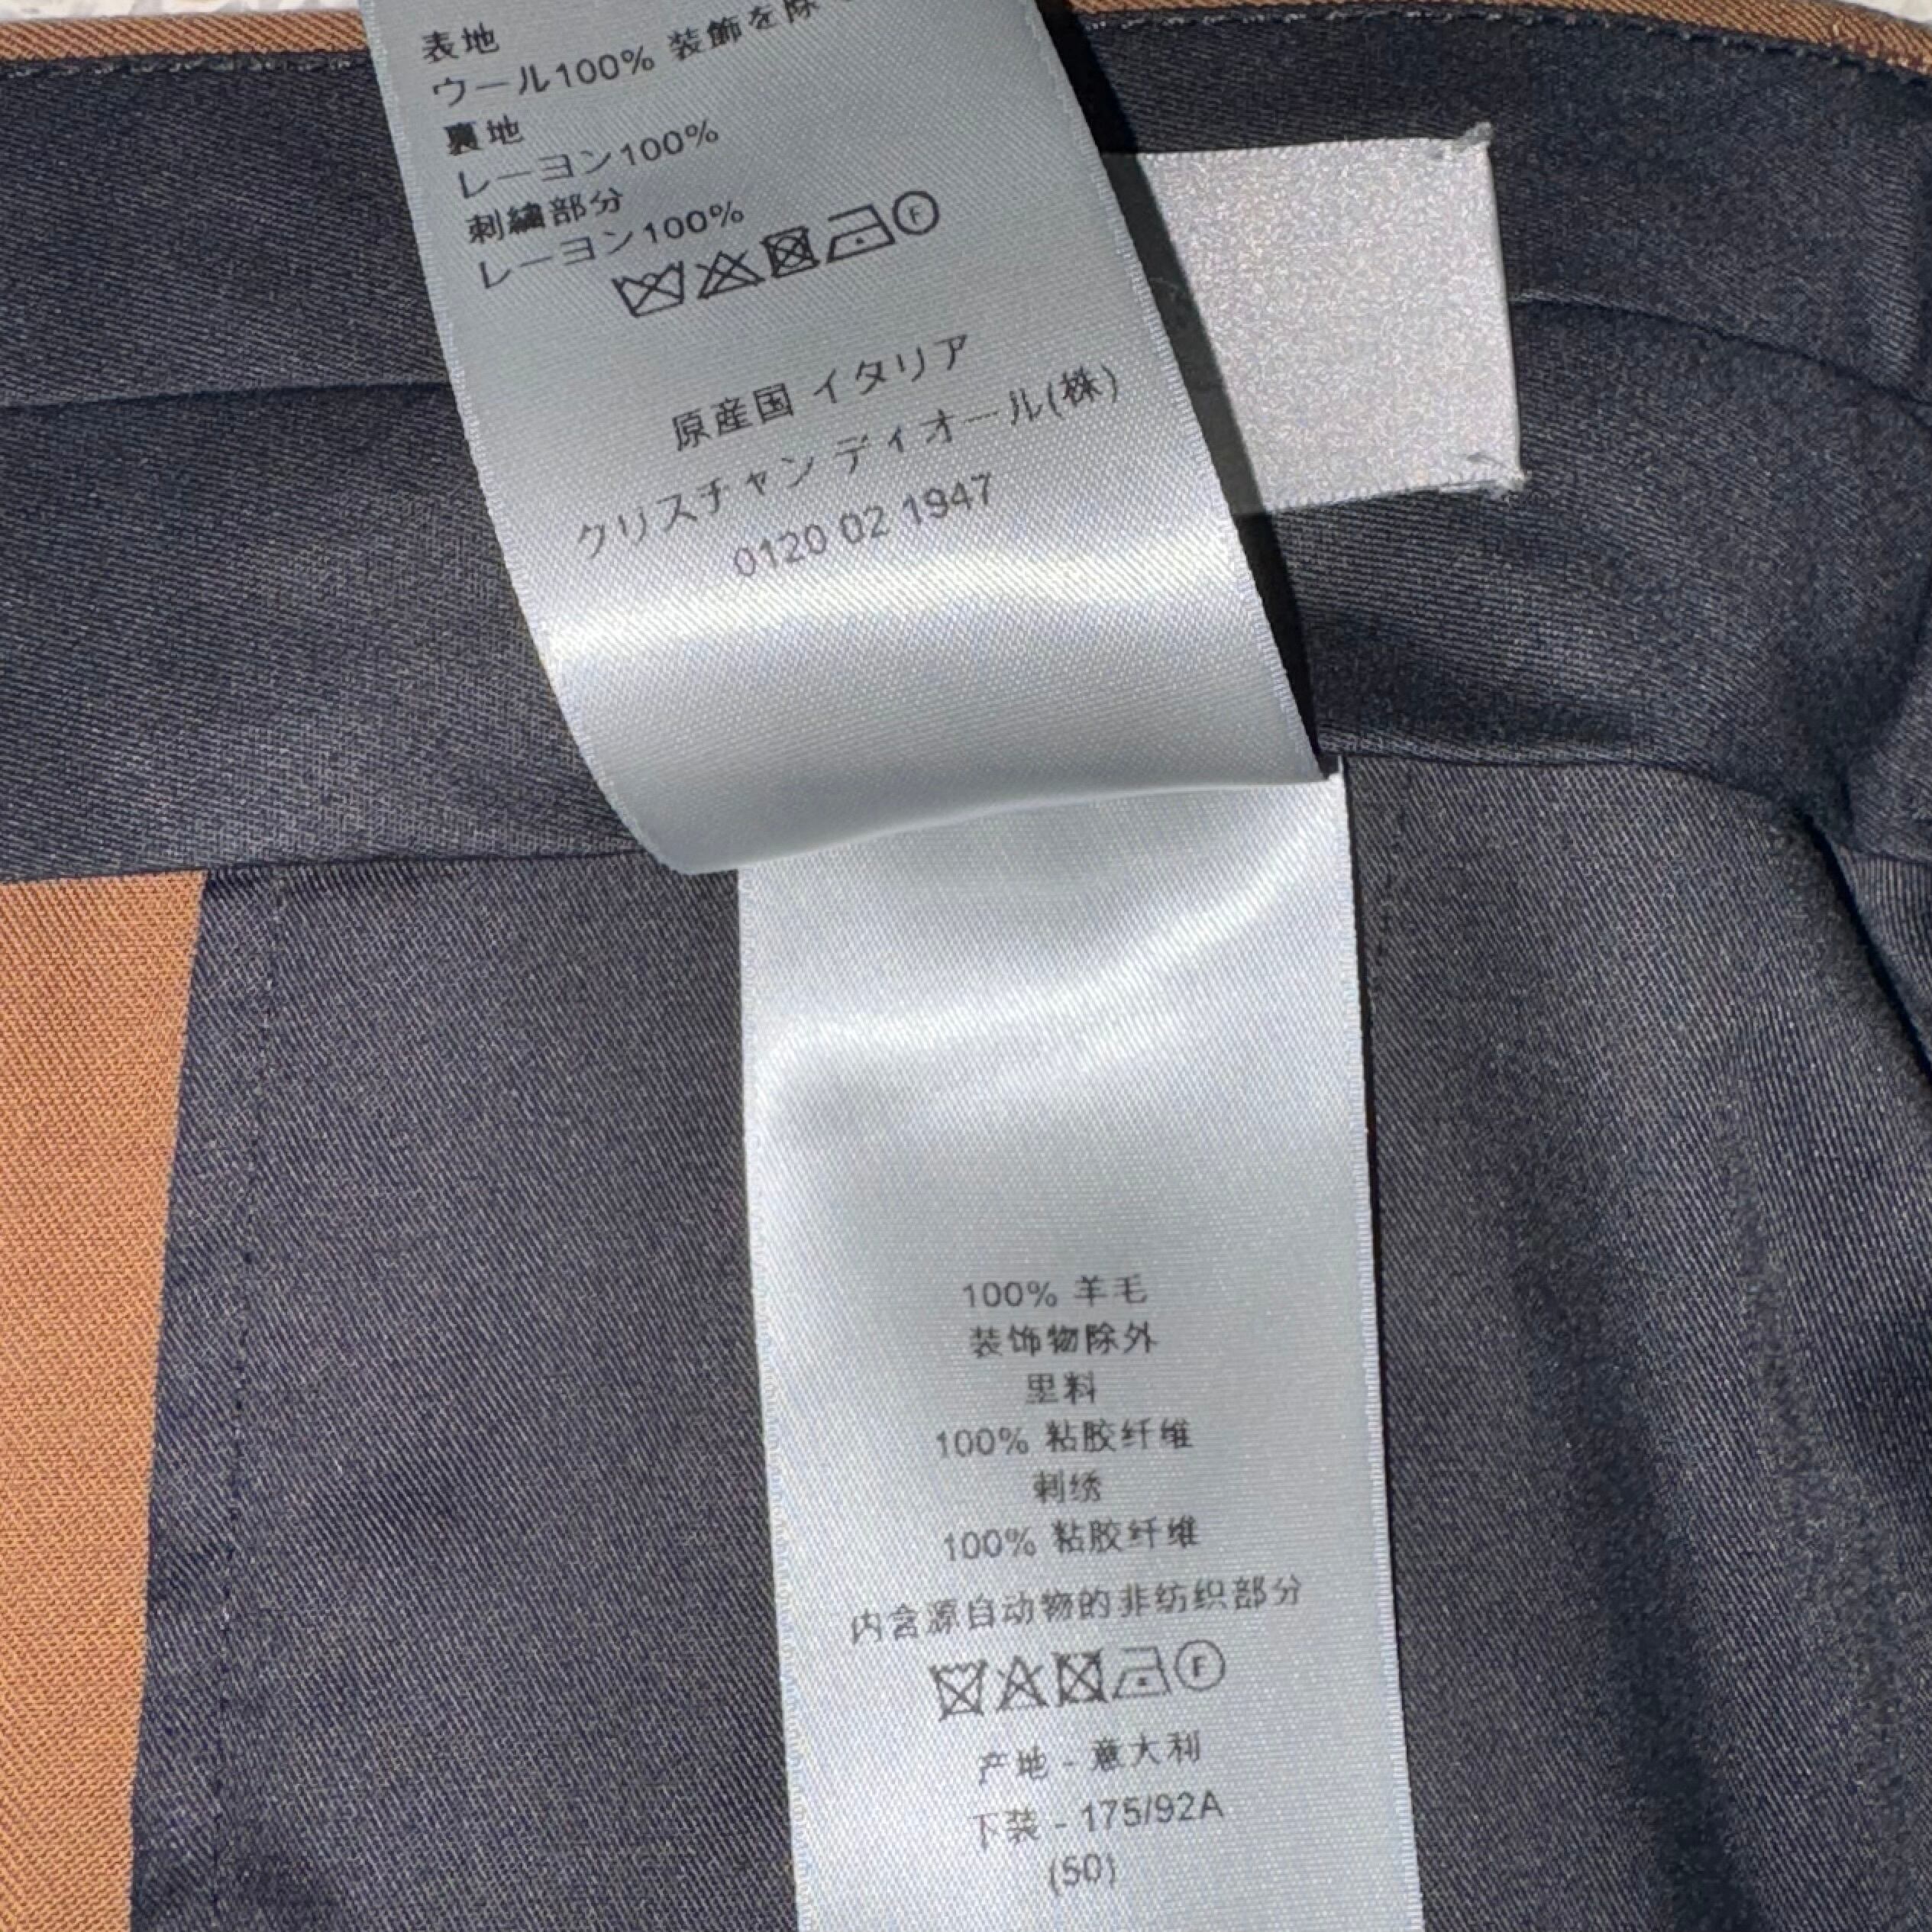 表地
ウール100% 装飾を除
裏地
レーヨン100%
刺繍部分
レーヨン100%
F
原産国 イタリア
クリスチャン ディオール(株)
0120 02 1947
100% 羊毛
装饰物除外
里料
100% 粘胶纤维
刺绣
100% 粘胶纤维
内含源自动物的非纺织部分
F
产地 - 意大利
下装 - 175/92A
(50)